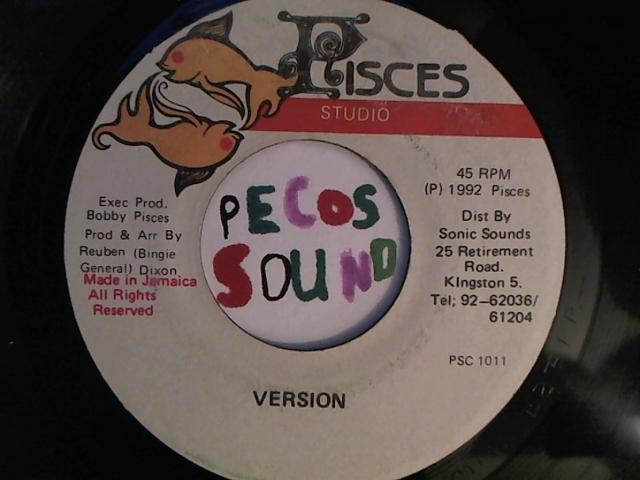 PISCES
STUDIO
Exec Prod.
Bobby Pisces
Prod & Arr By
Reuben (Bingie
General) Dixon
Made in Jamaica
All Rights
Reserved
PECOS
SOUND
45 RPM
(P) 1992 Pisces
Dist By
Sonic Sounds
25 Retirement
Road.
KIngston 5.
Tel; 92-62036/
61204
PSC 1011
VERSION